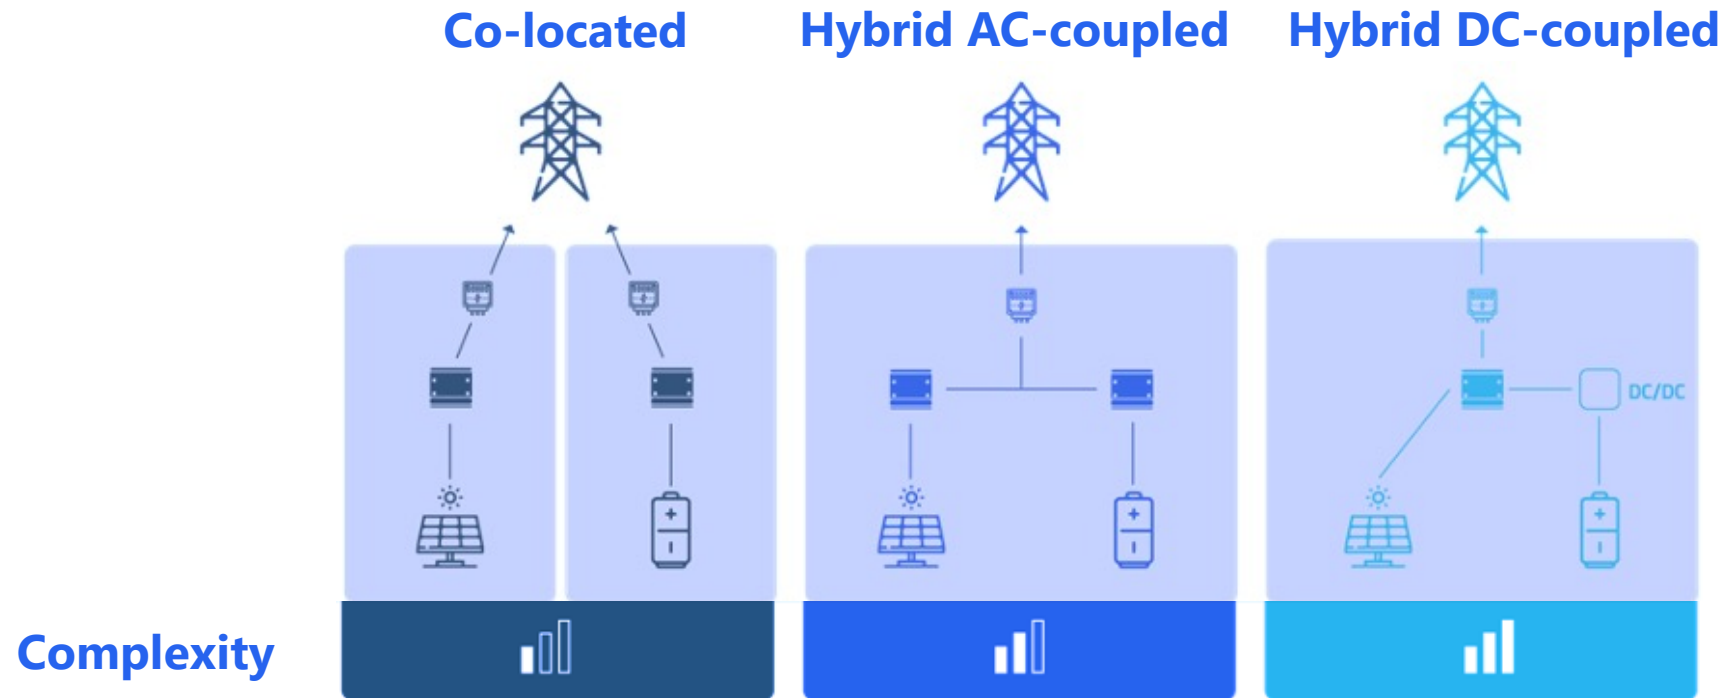 Co-located
Hybrid AC-coupled
Hybrid DC-coupled
DC/DC
Complexity